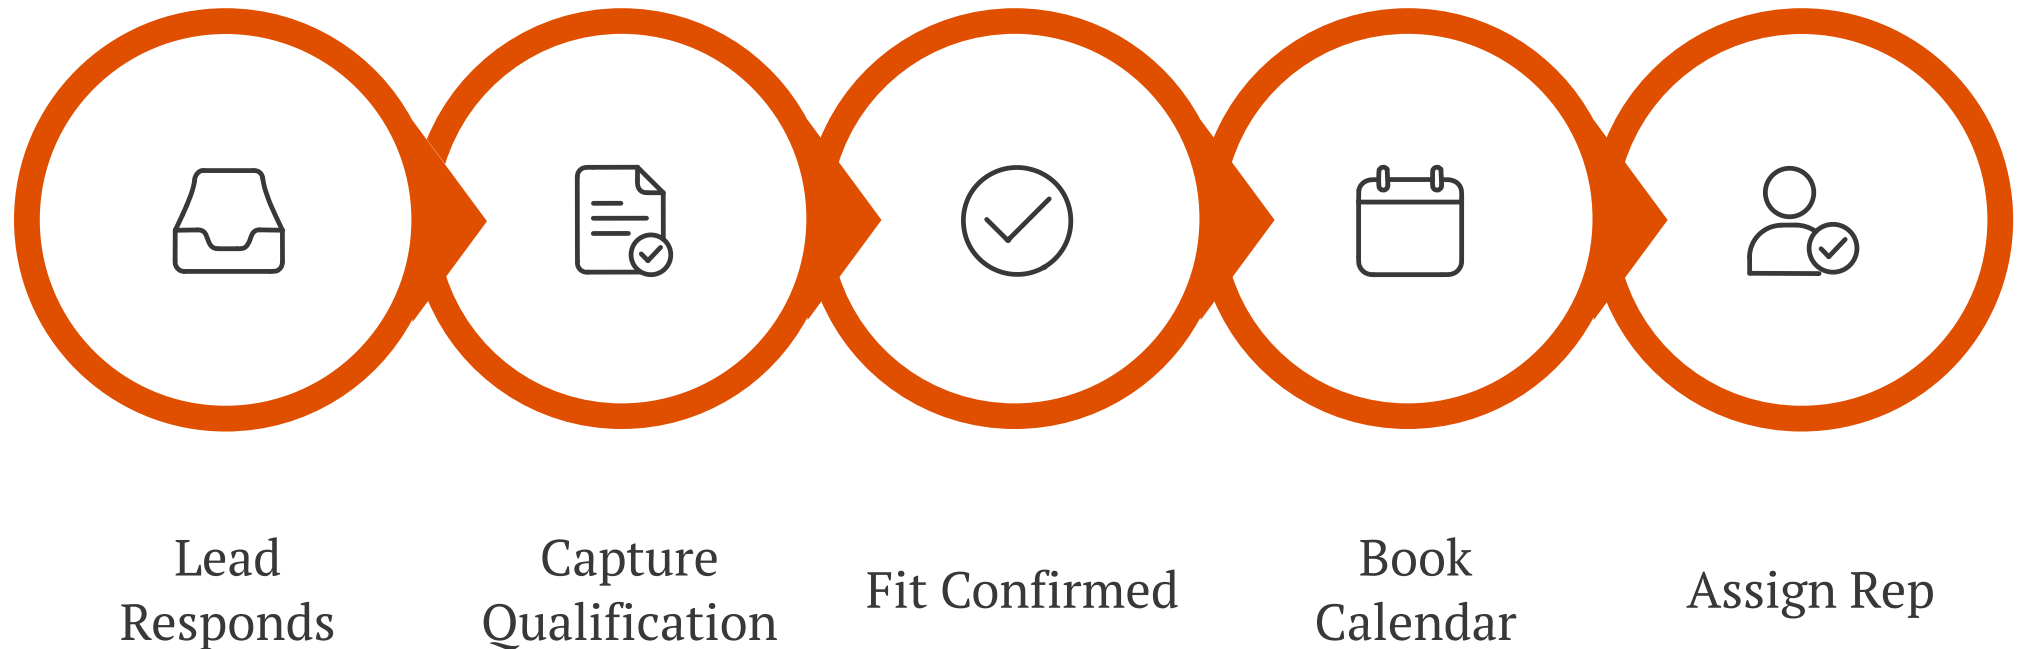 Lead
Responds
Capture
Qualification
Fit Confirmed
Book
Calendar
Assign Rep